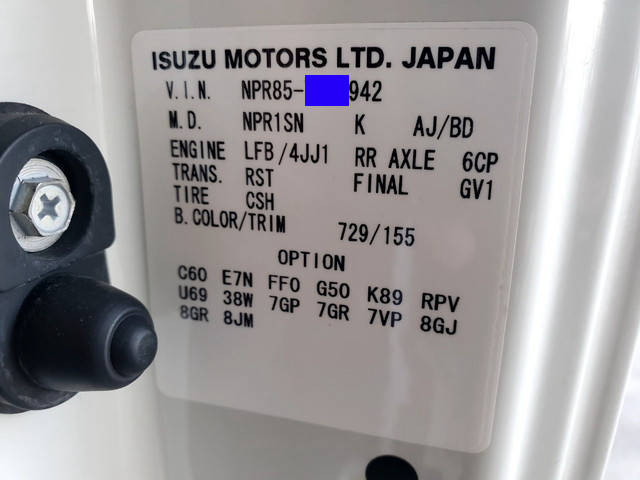 ISUZU MOTORS LTD. JAPAN
V.I.N. NPR85- 942
M.D. NPR1SN K AJ/BD
ENGINE LFB/4JJ1 RR AXLE 6CP
TRANS. RST FINAL GV1
TIRE CSH
B.COLOR/TRIM 729/155
OPTION
C60 E7N FF0 G50 K89 RPV
U69 38W 7GP 7GR 7VP 8GJ
8GR 8JM